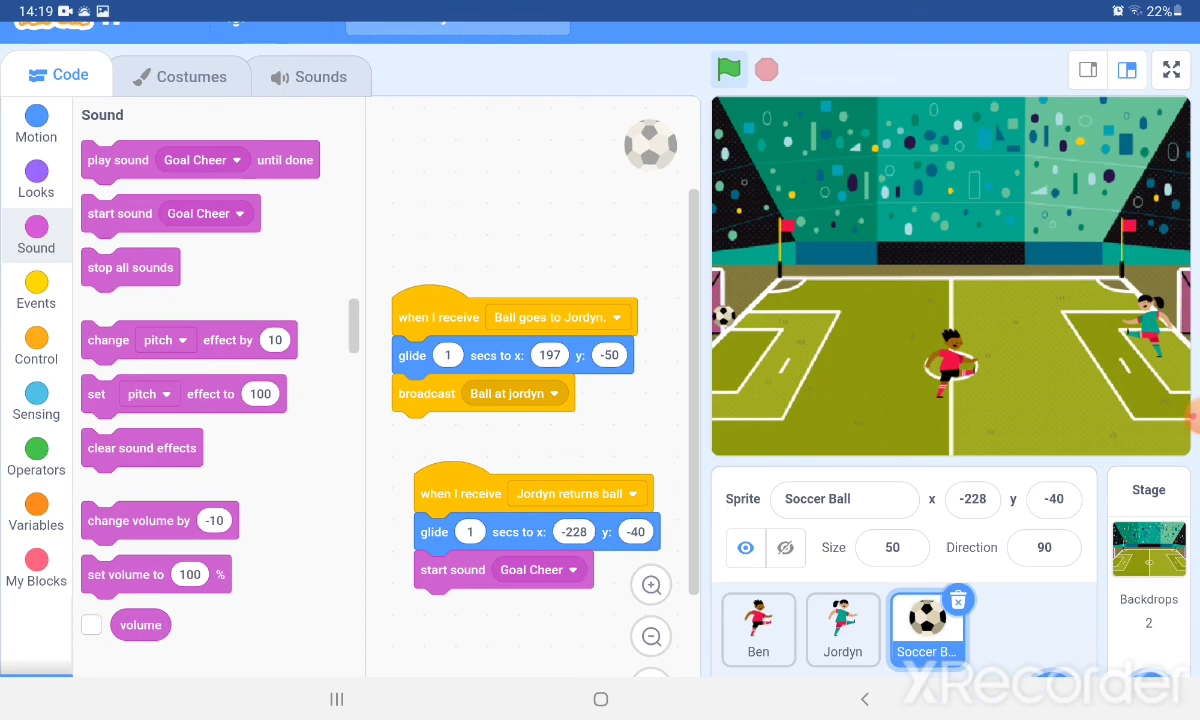 14:19
22%
Code
Costumes
Sounds
Motion
Looks
Sound
Events
Control
Sensing
Operators
Variables
My Blocks
Sound
play sound Goal Cheer until done
start sound Goal Cheer
stop all sounds
change pitch effect by 10
set pitch effect to 100
clear sound effects
change volume by -10
set volume to 100 %
volume
when I receive Ball goes to Jordyn.
glide 1 secs to x: 197 y: -50
broadcast Ball at jordyn
when I receive Jordyn returns ball
glide 1 secs to x: -228 y: -40
start sound Goal Cheer
Sprite Soccer Ball x -228 y -40
Size 50 Direction 90
Ben
Jordyn
Soccer B...
Stage
Backdrops
2
XRecorder